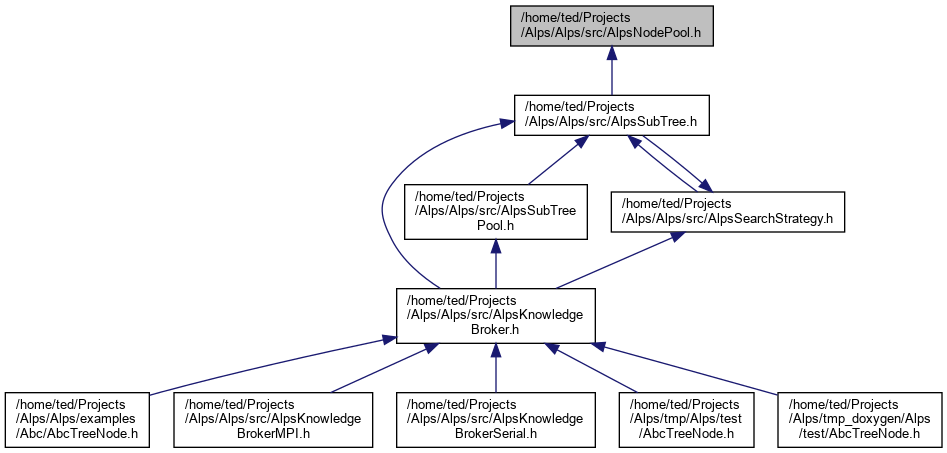 /home/ted/Projects
/Alps/Alps/src/AlpsNodePool.h
/home/ted/Projects
/Alps/Alps/src/AlpsSubTree.h
/home/ted/Projects
/Alps/Alps/src/AlpsSubTree
Pool.h
/home/ted/Projects
/Alps/Alps/src/AlpsSearchStrategy.h
/home/ted/Projects
/Alps/Alps/src/AlpsKnowledge
Broker.h
/home/ted/Projects
/Alps/Alps/examples
/Abc/AbcTreeNode.h
/home/ted/Projects
/Alps/Alps/src/AlpsKnowledge
BrokerMPI.h
/home/ted/Projects
/Alps/Alps/src/AlpsKnowledge
BrokerSerial.h
/home/ted/Projects
/Alps/tmp/Alps/test
/AbcTreeNode.h
/home/ted/Projects
/Alps/tmp_doxygen/Alps
/test/AbcTreeNode.h